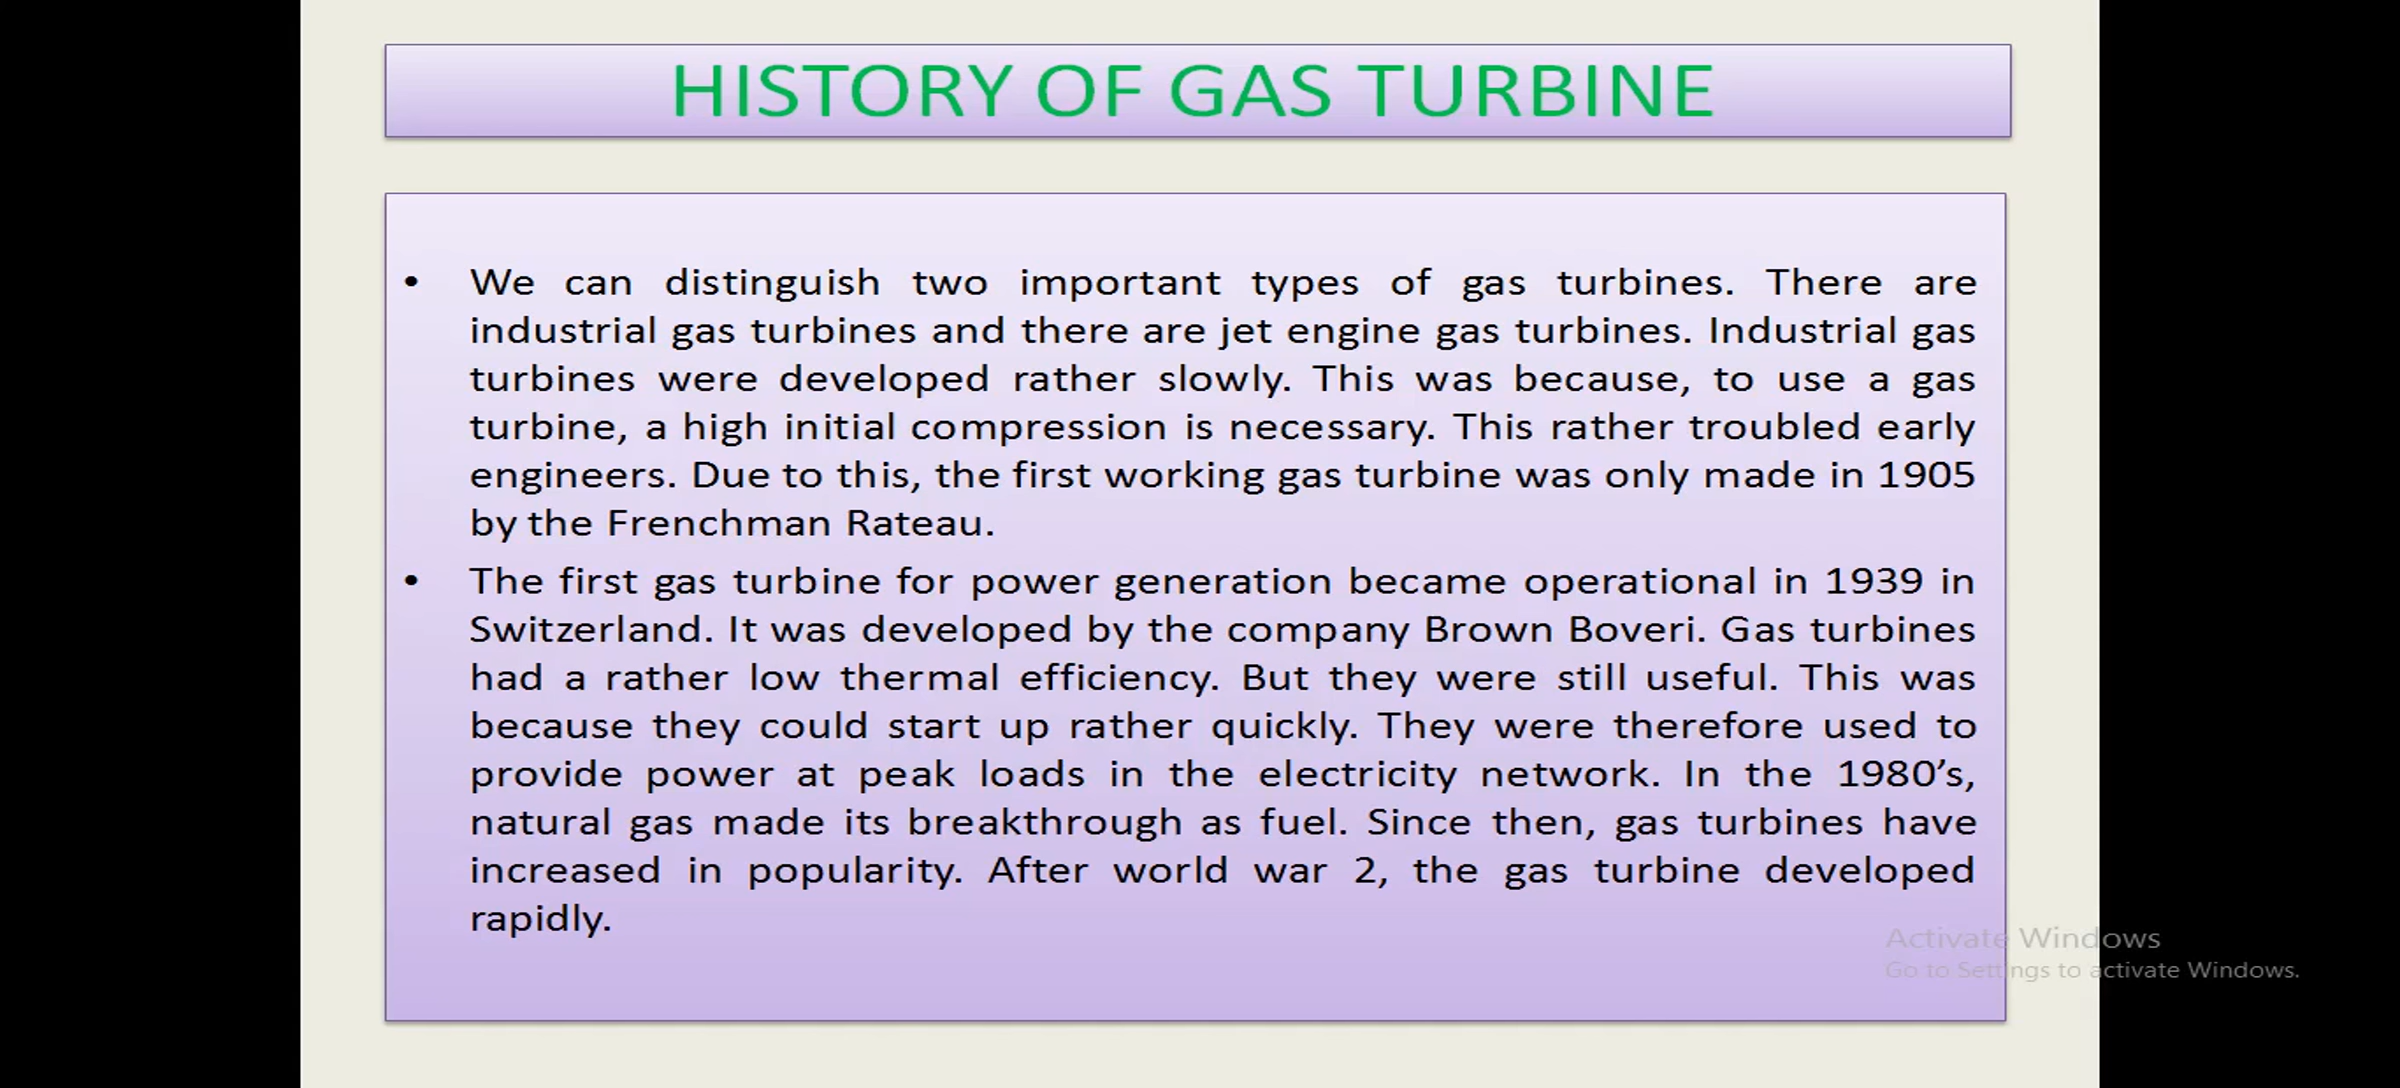 HISTORY OF GAS TURBINE
• We can distinguish two important types of gas turbines. There are
industrial gas turbines and there are jet engine gas turbines. Industrial gas
turbines were developed rather slowly. This was because, to use a gas
turbine, a high initial compression is necessary. This rather troubled early
engineers. Due to this, the first working gas turbine was only made in 1905
by the Frenchman Rateau.
• The first gas turbine for power generation became operational in 1939 in
Switzerland. It was developed by the company Brown Boveri. Gas turbines
had a rather low thermal efficiency. But they were still useful. This was
because they could start up rather quickly. They were therefore used to
provide power at peak loads in the electricity network. In the 1980’s,
natural gas made its breakthrough as fuel. Since then, gas turbines have
increased in popularity. After world war 2, the gas turbine developed
rapidly.
Activate Windows
Go to Settings to activate Windows.